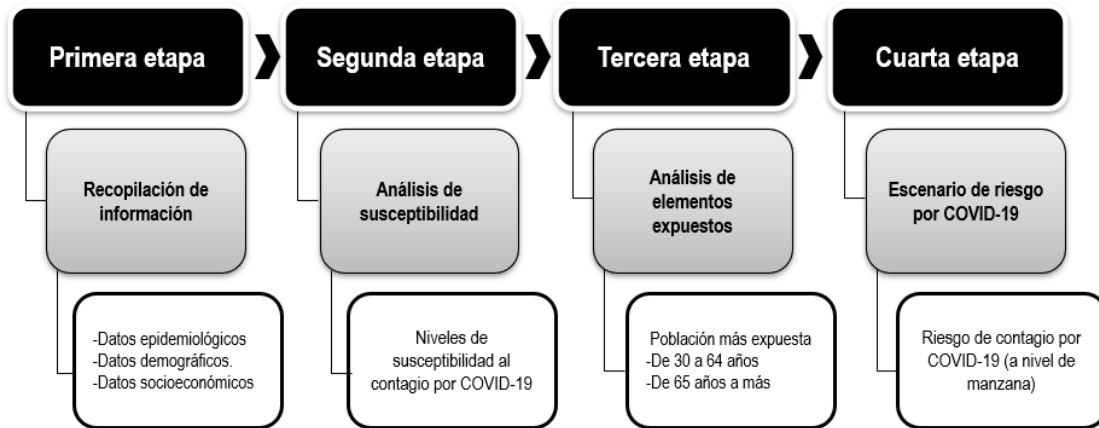 Primera etapa
Segunda etapa
Tercera etapa
Cuarta etapa
Recopilación de
información
Análisis de
susceptibilidad
Análisis de
elementos
expuestos
Escenario de riesgo
por COVID-19
-Datos epidemiológicos
-Datos demográficos.
-Datos socioeconómicos
Niveles de
susceptibilidad al
contagio por COVID-19
Población más expuesta
-De 30 a 64 años
-De 65 años a más
Riesgo de contagio por
COVID-19 (a nivel de
manzana)